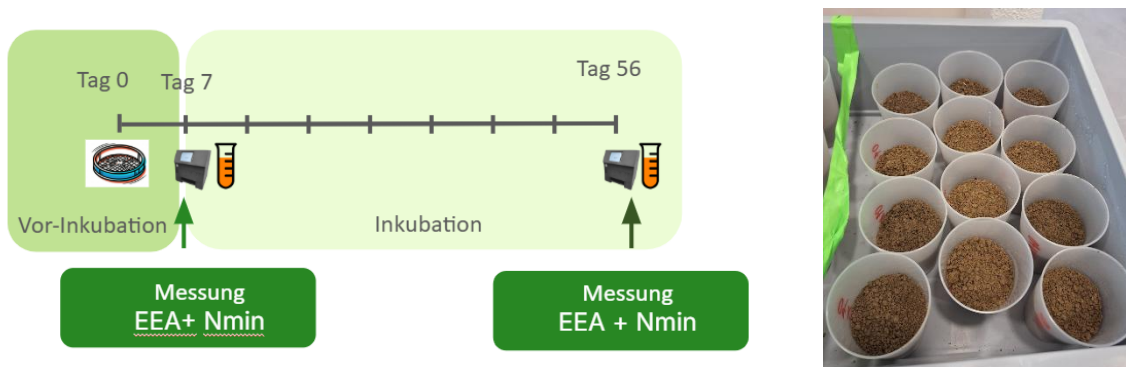 Tag 0
Tag 7
Tag 56
Vor-Inkubation
Inkubation
Messung
EEA+ Nmin
Messung
EEA + Nmin